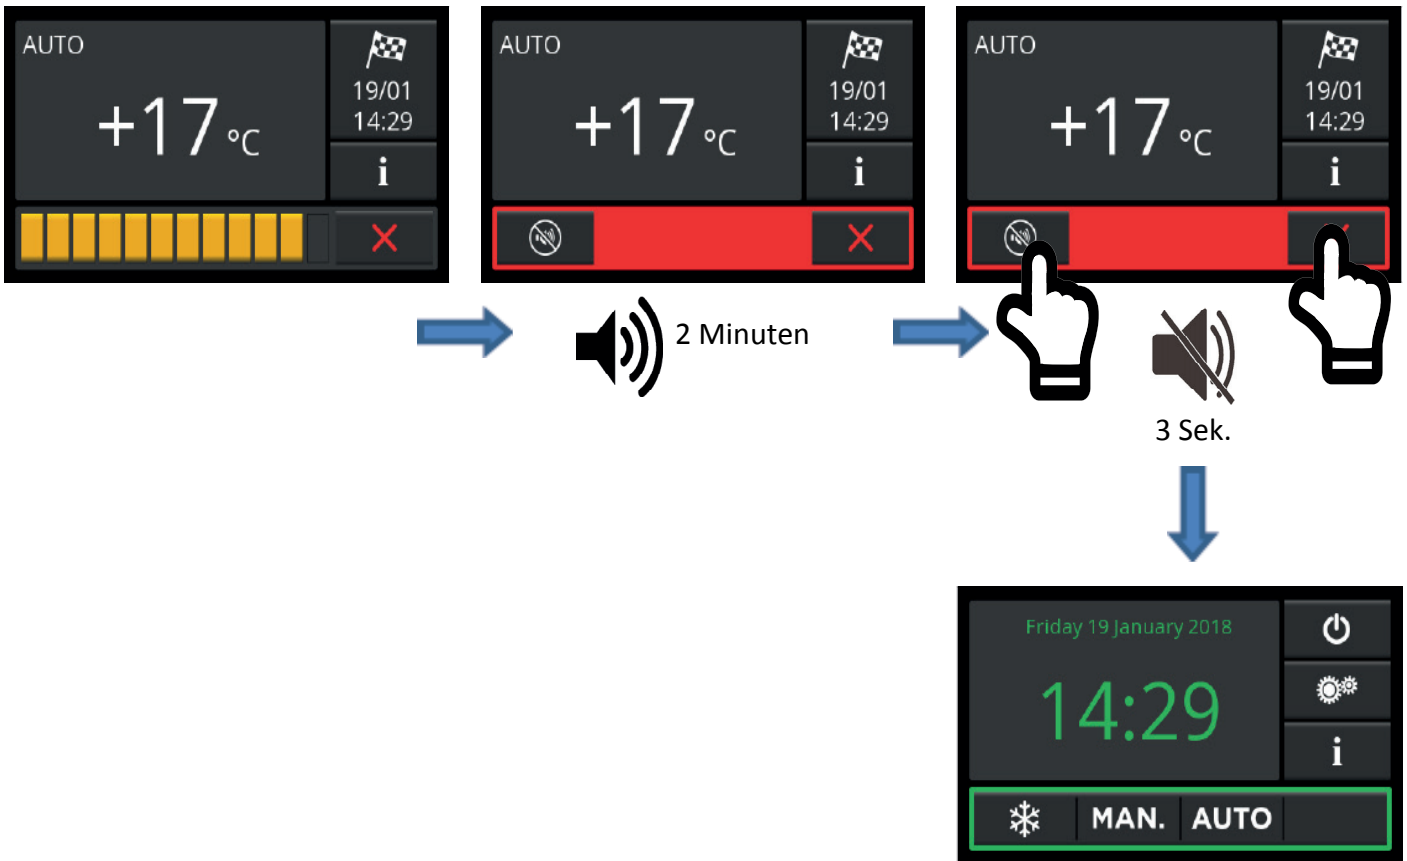 AUTO
+17 °C
19/01
14:29
i
AUTO
+17 °C
19/01
14:29
i
AUTO
+17 °C
19/01
14:29
i
2 Minuten
3 Sek.
Friday 19 January 2018
14:29
i
MAN. AUTO